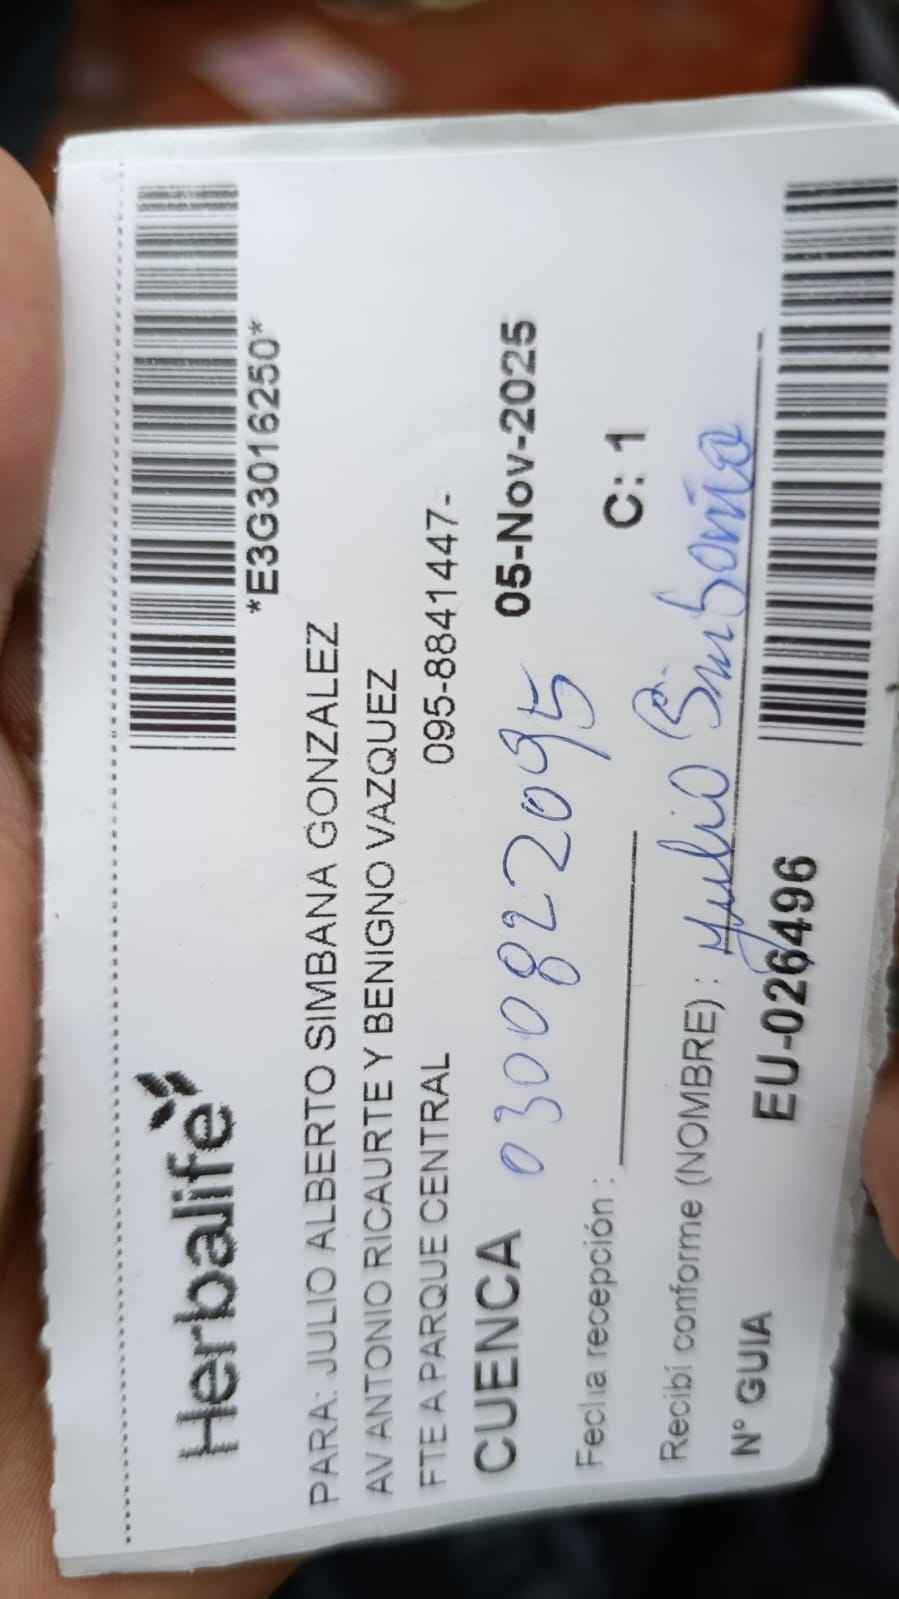 Herbalife
*E3G3016250*
PARA: JULIO ALBERTO SIMBANA GONZALEZ
AV ANTONIO RICAURTE Y BENIGNO VAZQUEZ
FTE A PARQUE CENTRAL 095-8841447-
CUENCA 05-Nov-2025
0300822095
Fecha recepción : C: 1
Recibí conforme (NOMBRE) : Julio Simbaña
N° GUIA EU-026496